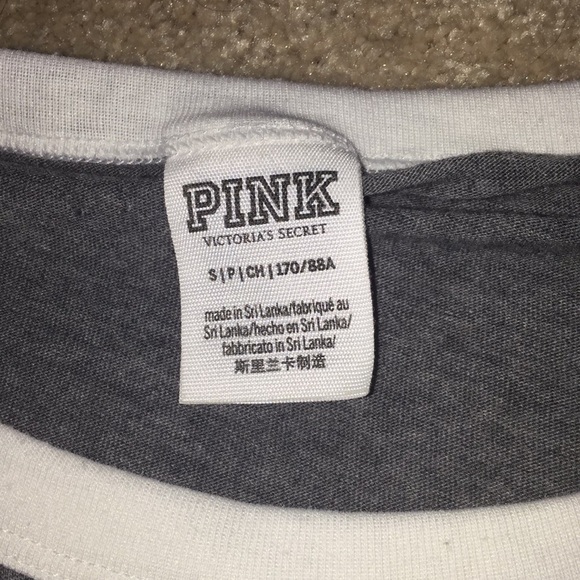 PINK
VICTORIA'S SECRET
S|P|CH|170/88A
made in Sri Lanka/fabriqué au
Sri Lanka/hecho en Sri Lanka/
fabbricato in Sri Lanka/
斯里兰卡制造